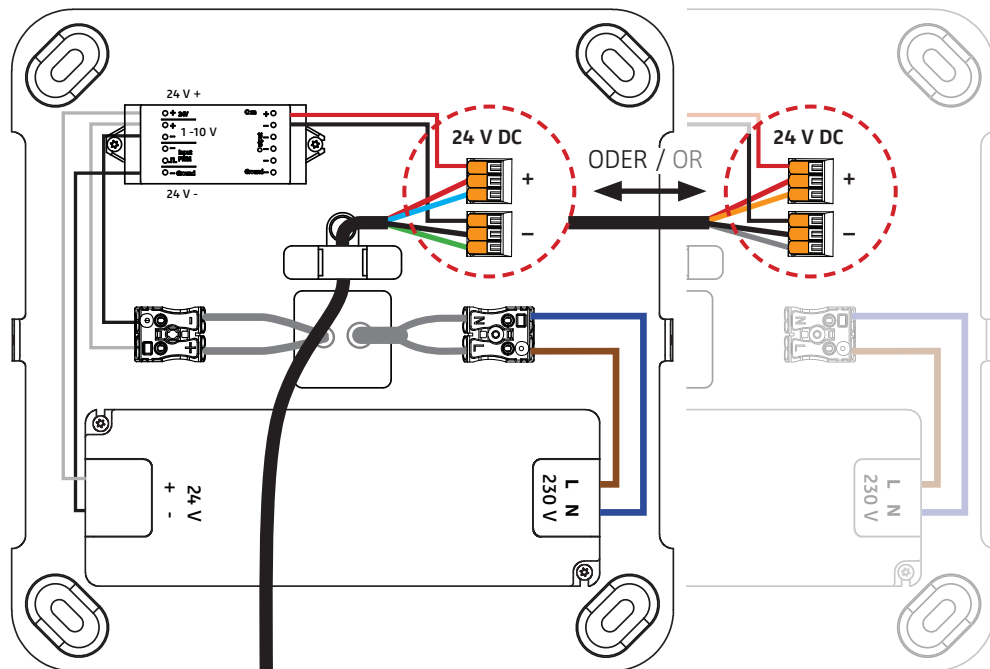 24 V +
+ 24V
+
1 -10 V
−
−
Input
PWM
− Ground
24 V -
Com +
−
−
Output
−
Ground −
24 V DC
+
−
ODER / OR
24 V DC
+
−
-
+
N
L
N
L
24 V
+ -
L N
230 V
L N
230 V